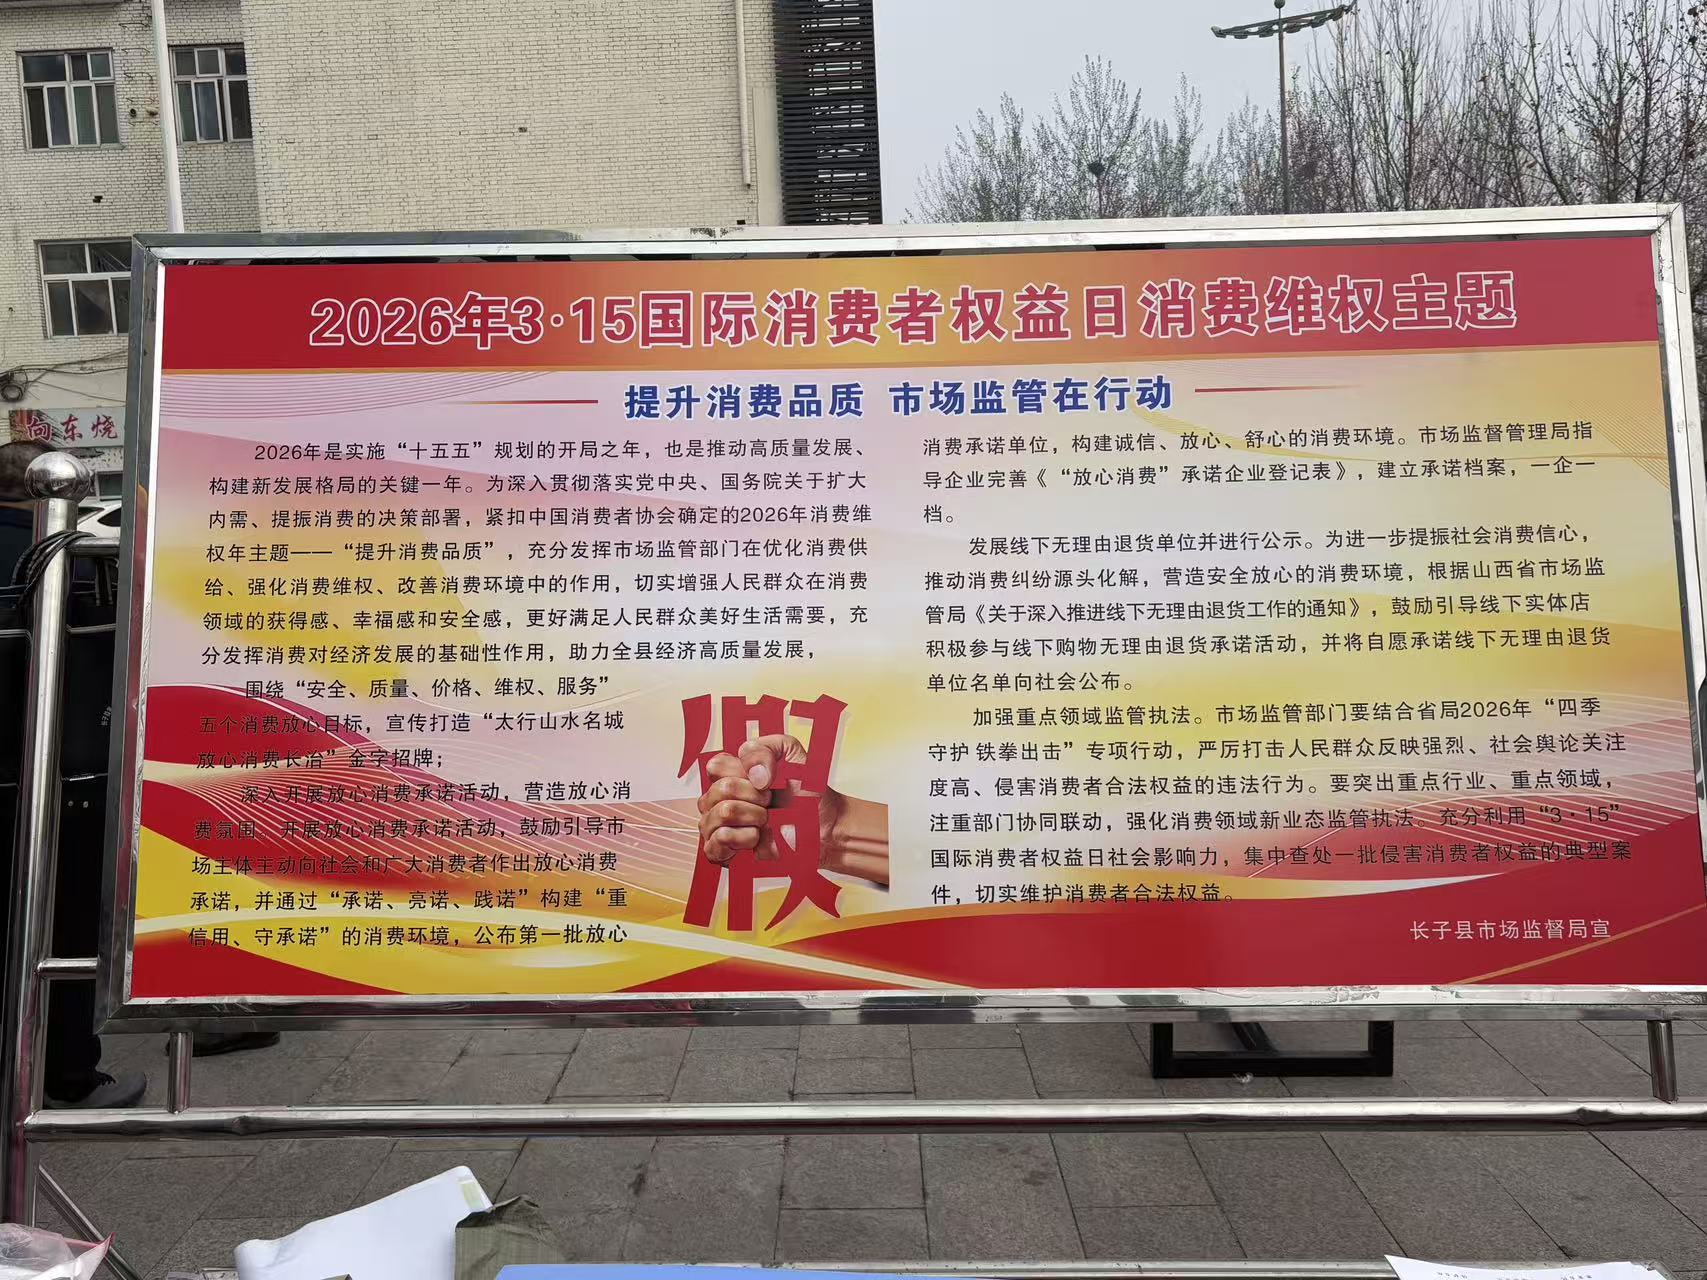 向东烧
2026年3·15国际消费者权益日消费维权主题
提升消费品质 市场监管在行动
2026年是实施“十五五”规划的开局之年，也是推动高质量发展、
构建新发展格局的关键一年。为深入贯彻落实党中央、国务院关于扩大
内需、提振消费的决策部署，紧扣中国消费者协会确定的2026年消费维
权年主题——“提升消费品质”，充分发挥市场监管部门在优化消费供
给、强化消费维权、改善消费环境中的作用，切实增强人民群众在消费
领域的获得感、幸福感和安全感，更好满足人民群众美好生活需要，充
分发挥消费对经济发展的基础性作用，助力全县经济高质量发展，
围绕“安全、质量、价格、维权、服务”
五个消费放心目标，宣传打造“太行山水名城
放心消费长治”金字招牌；
深入开展放心消费承诺活动，营造放心消
费氛围。开展放心消费承诺活动，鼓励引导市
场主体主动向社会和广大消费者作出放心消费
承诺，并通过“承诺、亮诺、践诺”构建“重
信用、守承诺”的消费环境，公布第一批放心
假
消费承诺单位，构建诚信、放心、舒心的消费环境。市场监督管理局指
导企业完善《“放心消费”承诺企业登记表》，建立承诺档案，一企一
档。
发展线下无理由退货单位并进行公示。为进一步提振社会消费信心，
推动消费纠纷源头化解，营造安全放心的消费环境，根据山西省市场监
管局《关于深入推进线下无理由退货工作的通知》，鼓励引导线下实体店
积极参与线下购物无理由退货承诺活动，并将自愿承诺线下无理由退货
单位名单向社会公布。
加强重点领域监管执法。市场监管部门要结合省局2026年“四季
守护 铁拳出击”专项行动，严厉打击人民群众反映强烈、社会舆论关注
度高、侵害消费者合法权益的违法行为。要突出重点行业、重点领域，
注重部门协同联动，强化消费领域新业态监管执法。充分利用“3·15”
国际消费者权益日社会影响力，集中查处一批侵害消费者权益的典型案
件，切实维护消费者合法权益。
长子县市场监督局宣